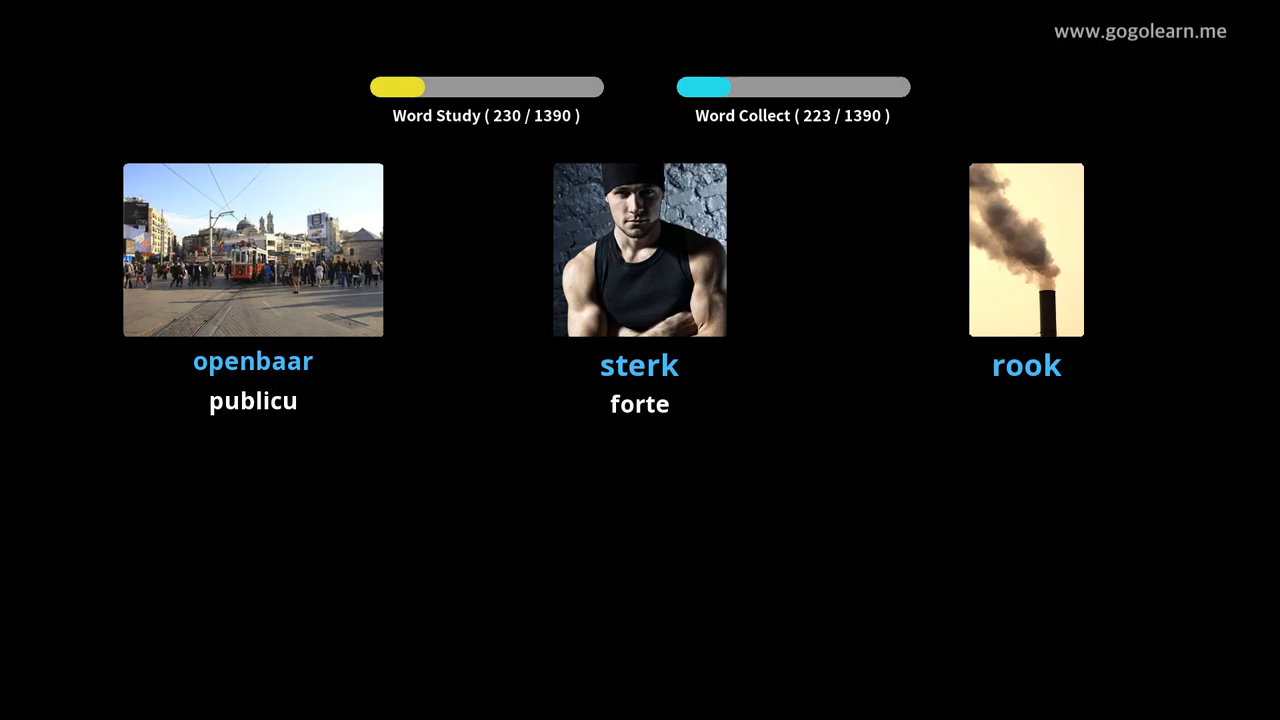 www.gogolearn.me
Word Study ( 230 / 1390 )
Word Collect ( 223 / 1390 )
openbaar
publicu
sterk
forte
rook